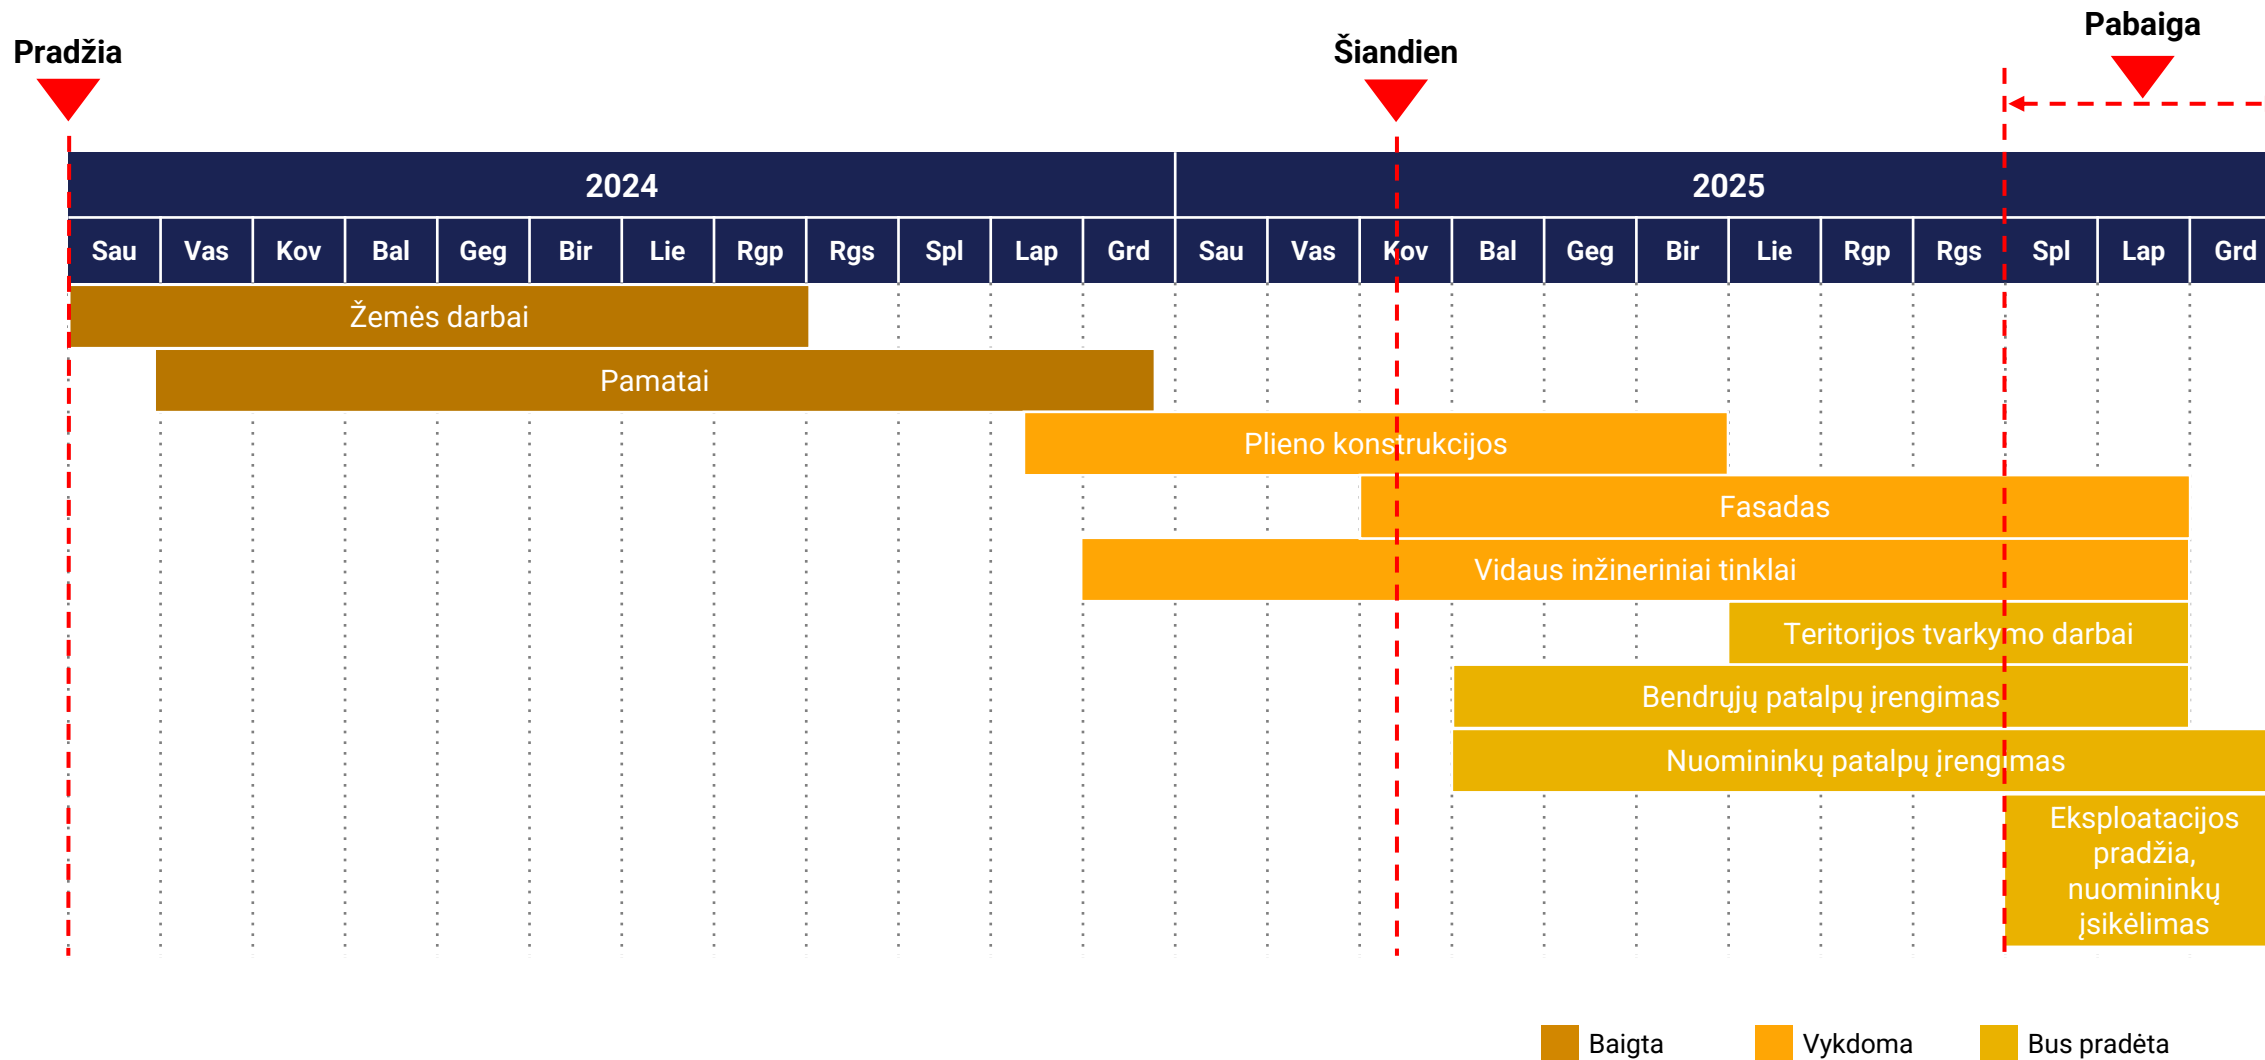 Pabaiga
Pradžia
Šiandien
2024
2025
Sau Vas Kov Bal Geg Bir Lie Rgp Rgs Spl Lap Grd Sau Vas Kov Bal Geg Bir Lie Rgp Rgs Spl Lap Grd
Žemės darbai
Pamatai
Plieno konstrukcijos
Fasadas
Vidaus inžineriniai tinklai
Teritorijos tvarkymo darbai
Bendrųjų patalpų įrengimas
Nuomininkų patalpų įrengimas
Eksploatacijos
pradžia,
nuomininkų
įsikėlimas
Baigta
Vykdoma
Bus pradėta